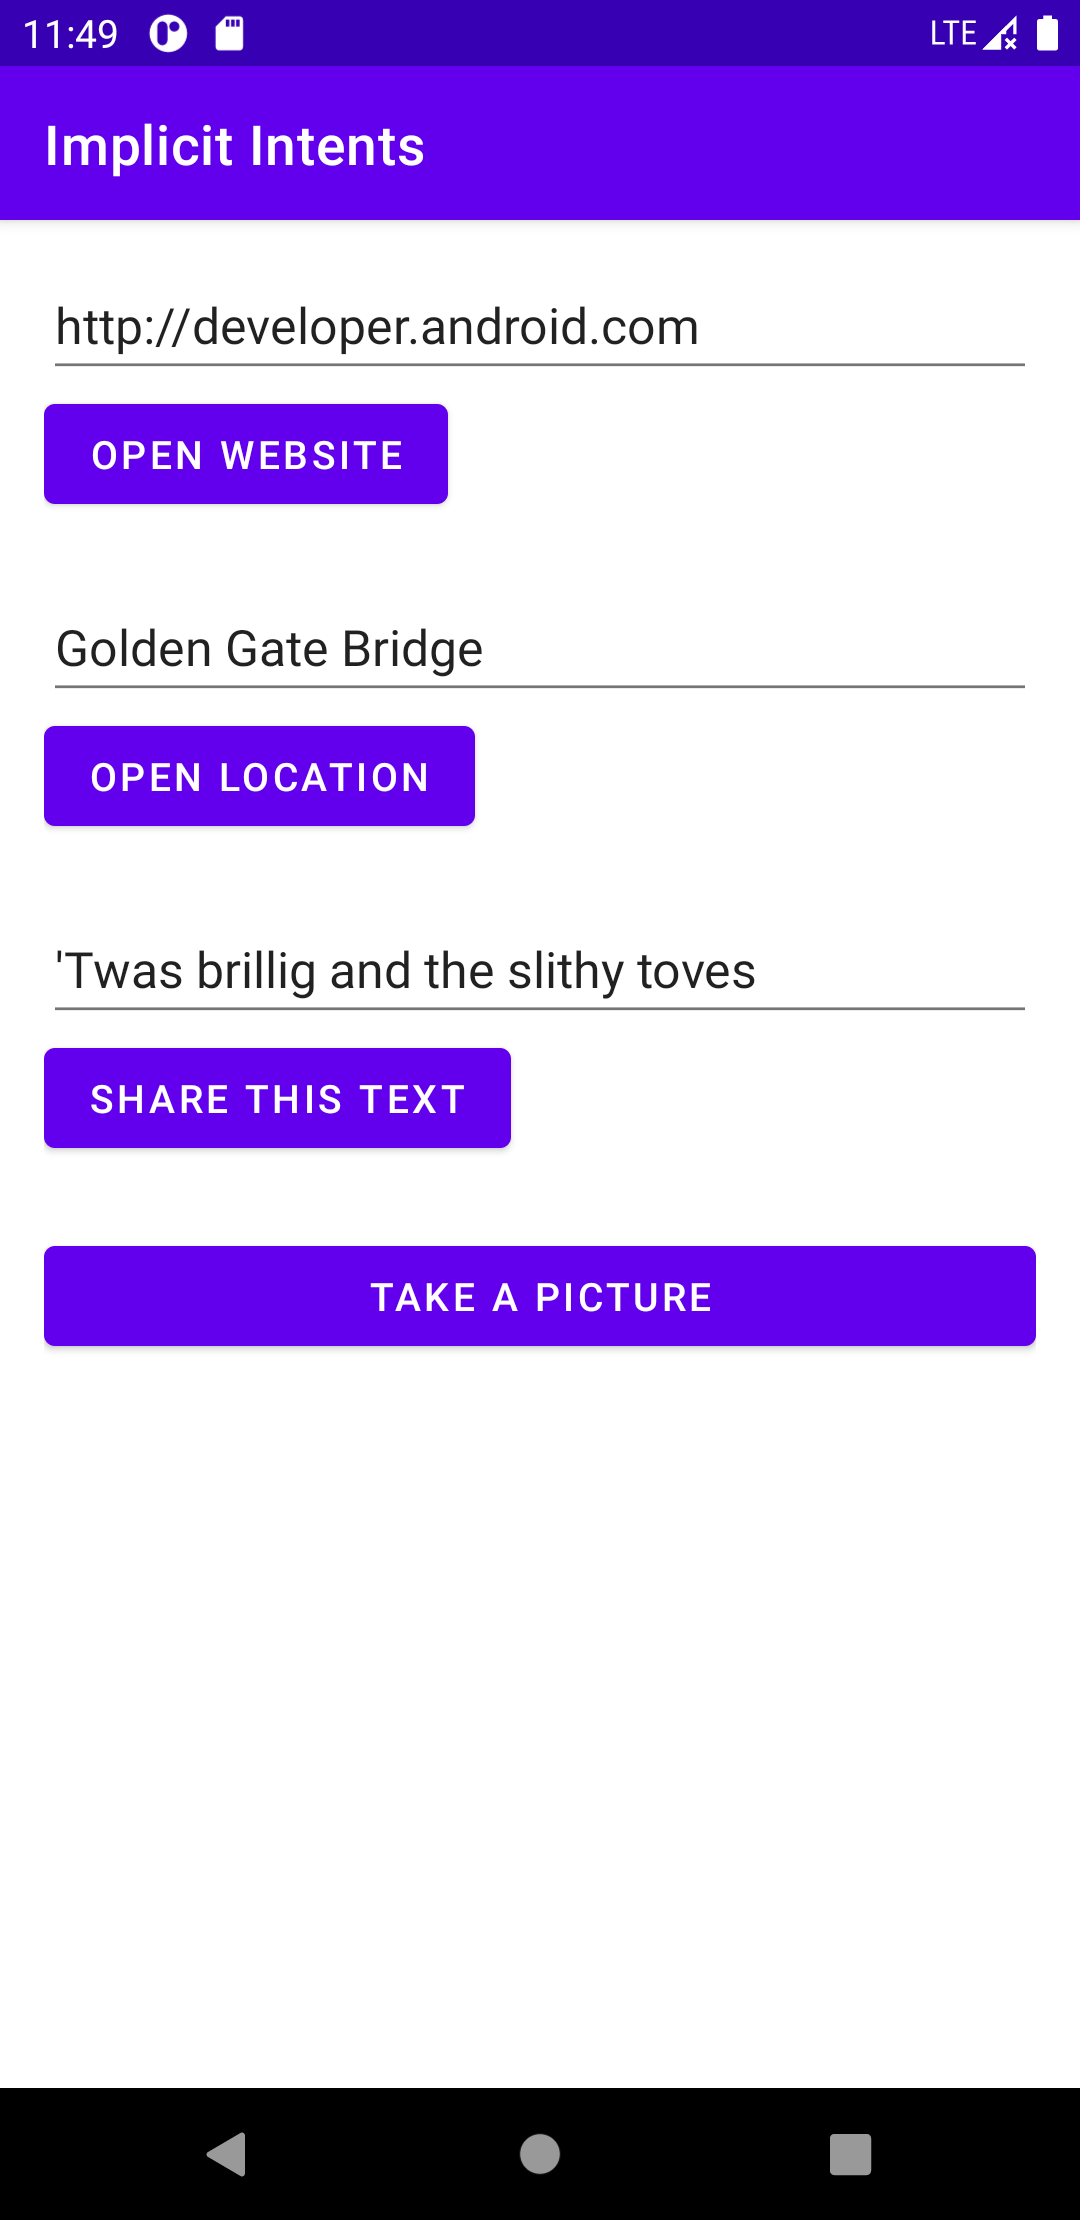 11:49 LTE
Implicit Intents
http://developer.android.com
OPEN WEBSITE
Golden Gate Bridge
OPEN LOCATION
'Twas brillig and the slithy toves
SHARE THIS TEXT
TAKE A PICTURE